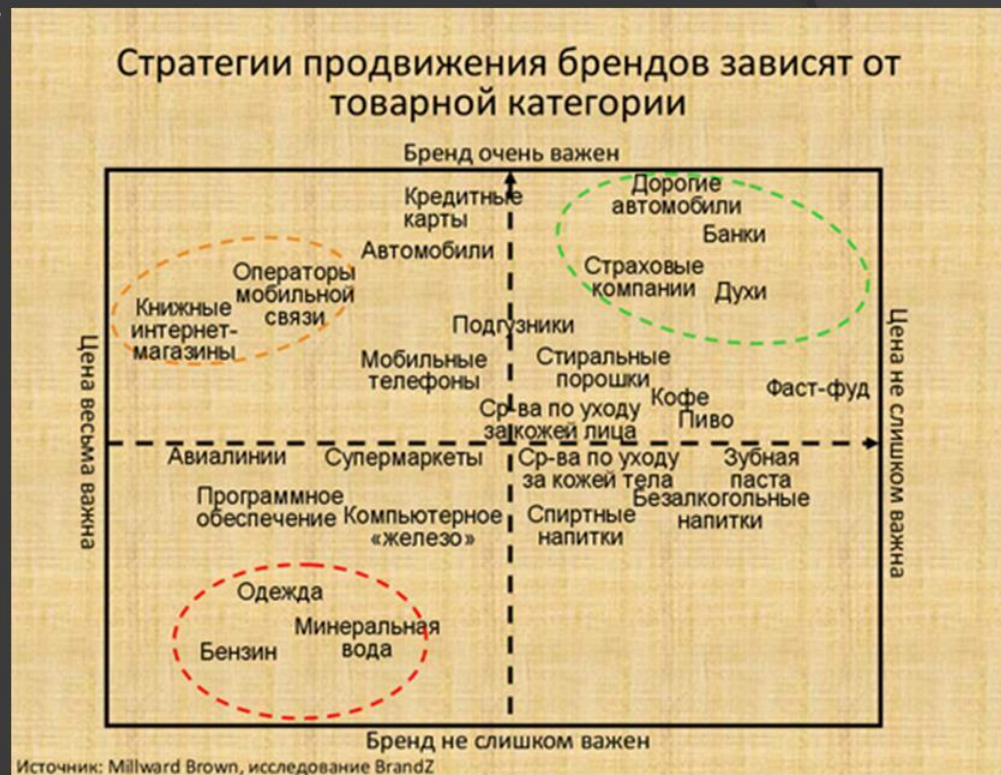 Стратегии продвижения брендов зависят от
товарной категории
Бренд очень важен
Кредитные
карты
Автомобили
Дорогие
автомобили
Банки
Страховые
компании
Духи
Операторы
мобильной
связи
Книжные
интернет-
магазины
Подгузники
Мобильные
телефоны
Стиральные
порошки
Кофе
Пиво
Фаст-фуд
Ср-ва по уходу
за кожей лица
Цена весьма важна
Цена не слишком важна
Авиалинии
Супермаркеты
Ср-ва по уходу
за кожей тела
Зубная
паста
Программное
обеспечение
Компьютерное
«железо»
Спиртные
напитки
Безалкогольные
напитки
Одежда
Минеральная
вода
Бензин
Бренд не слишком важен
Источник: Millward Brown, исследование BrandZ